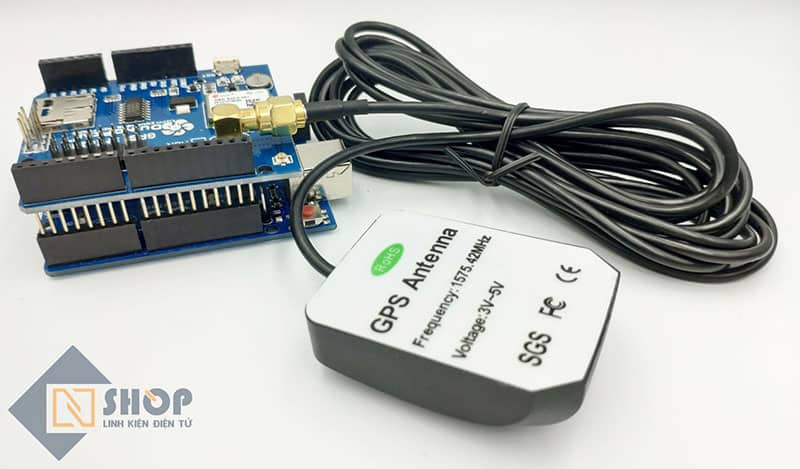 RoHS
GPS Antenna
Frequency:1575.42MHz
Voltage:3V~5V
SGS FC CE
N SHOP
LINH KIỆN ĐIỆN TỬ